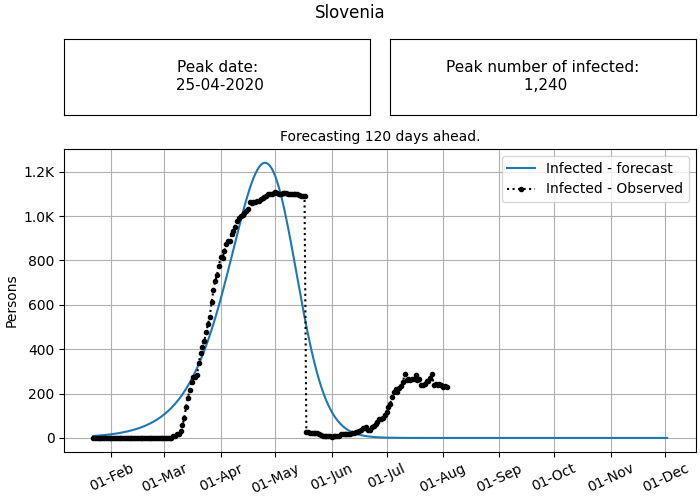 Slovenia
Peak date:
25-04-2020
Peak number of infected:
1,240
Forecasting 120 days ahead.
Infected - forecast
Infected - Observed
Persons
1.2K
1.0K
800
600
400
200
0
01-Feb
01-Mar
01-Apr
01-May
01-Jun
01-Jul
01-Aug
01-Sep
01-Oct
01-Nov
01-Dec